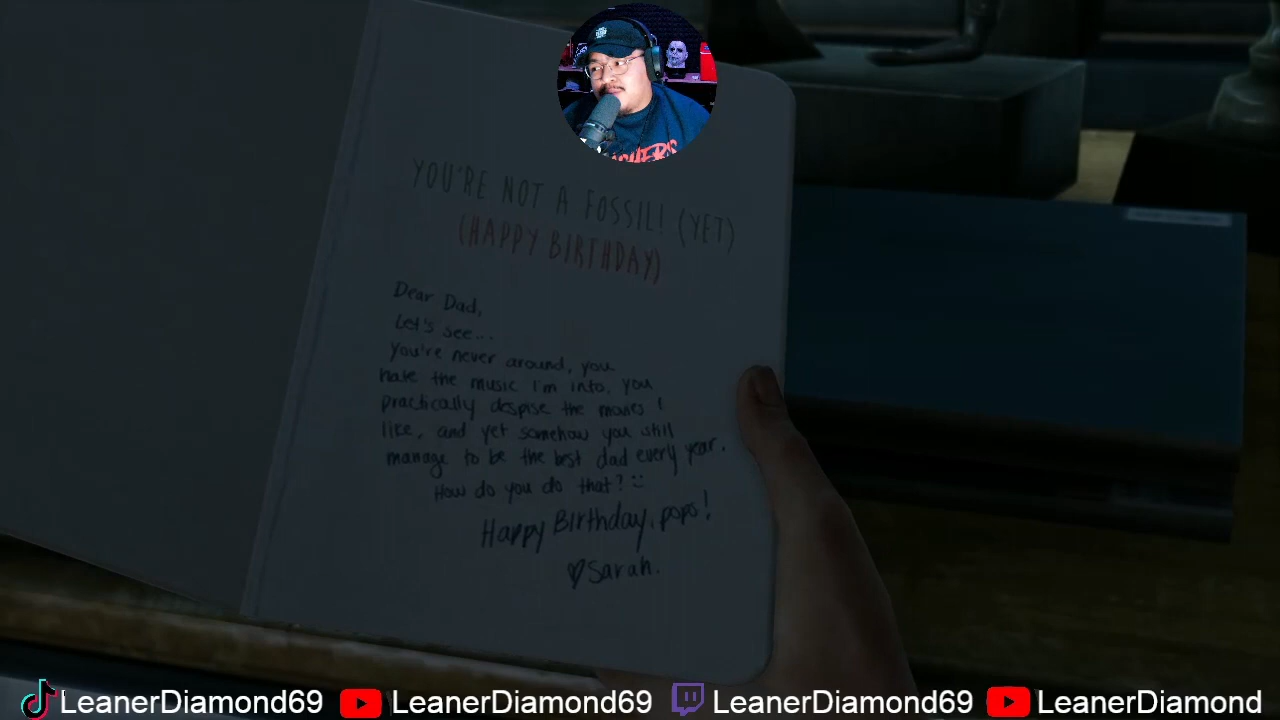 YOU'RE NOT A FOSSIL! (YET)
(HAPPY BIRTHDAY)
Dear Dad,
Let's see...
You're never around, you
hate the music I'm into, you
practically despise the movies I
like, and yet somehow you still
manage to be the best dad every year.
How do you do that? :)
Happy Birthday, pops!
♡ Sarah.
LeanerDiamond69 LeanerDiamond69 LeanerDiamond69 LeanerDiamond